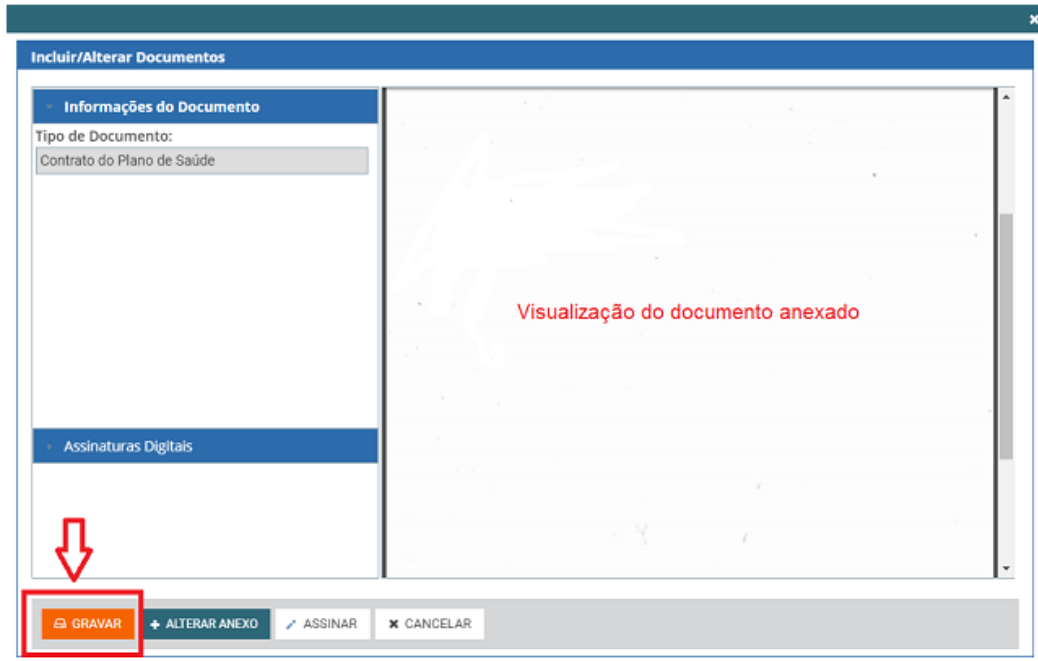 Incluir/Alterar Documentos
Informações do Documento
Tipo de Documento:
Contrato do Plano de Saúde
Visualização do documento anexado
Assinaturas Digitais
GRAVAR
ALTERAR ANEXO
ASSINAR
CANCELAR